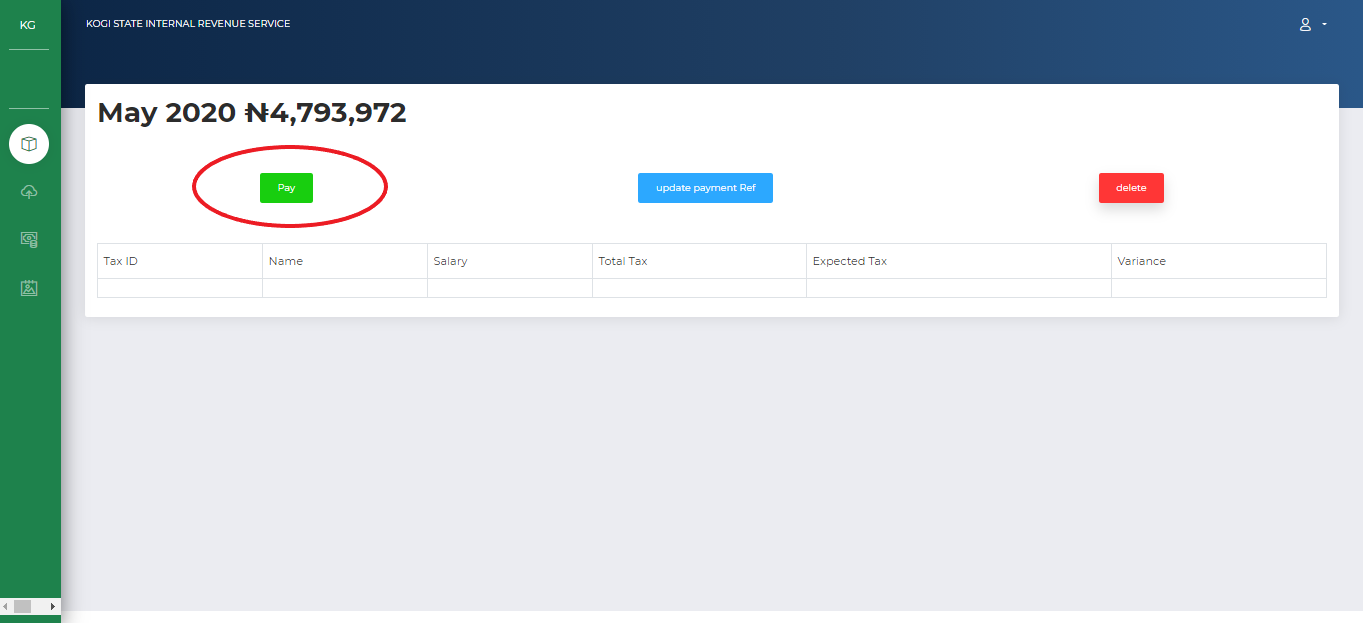 KG
KOGI STATE INTERNAL REVENUE SERVICE
May 2020 ₦4,793,972
Pay
update payment Ref
delete
Tax ID Name Salary Total Tax Expected Tax Variance